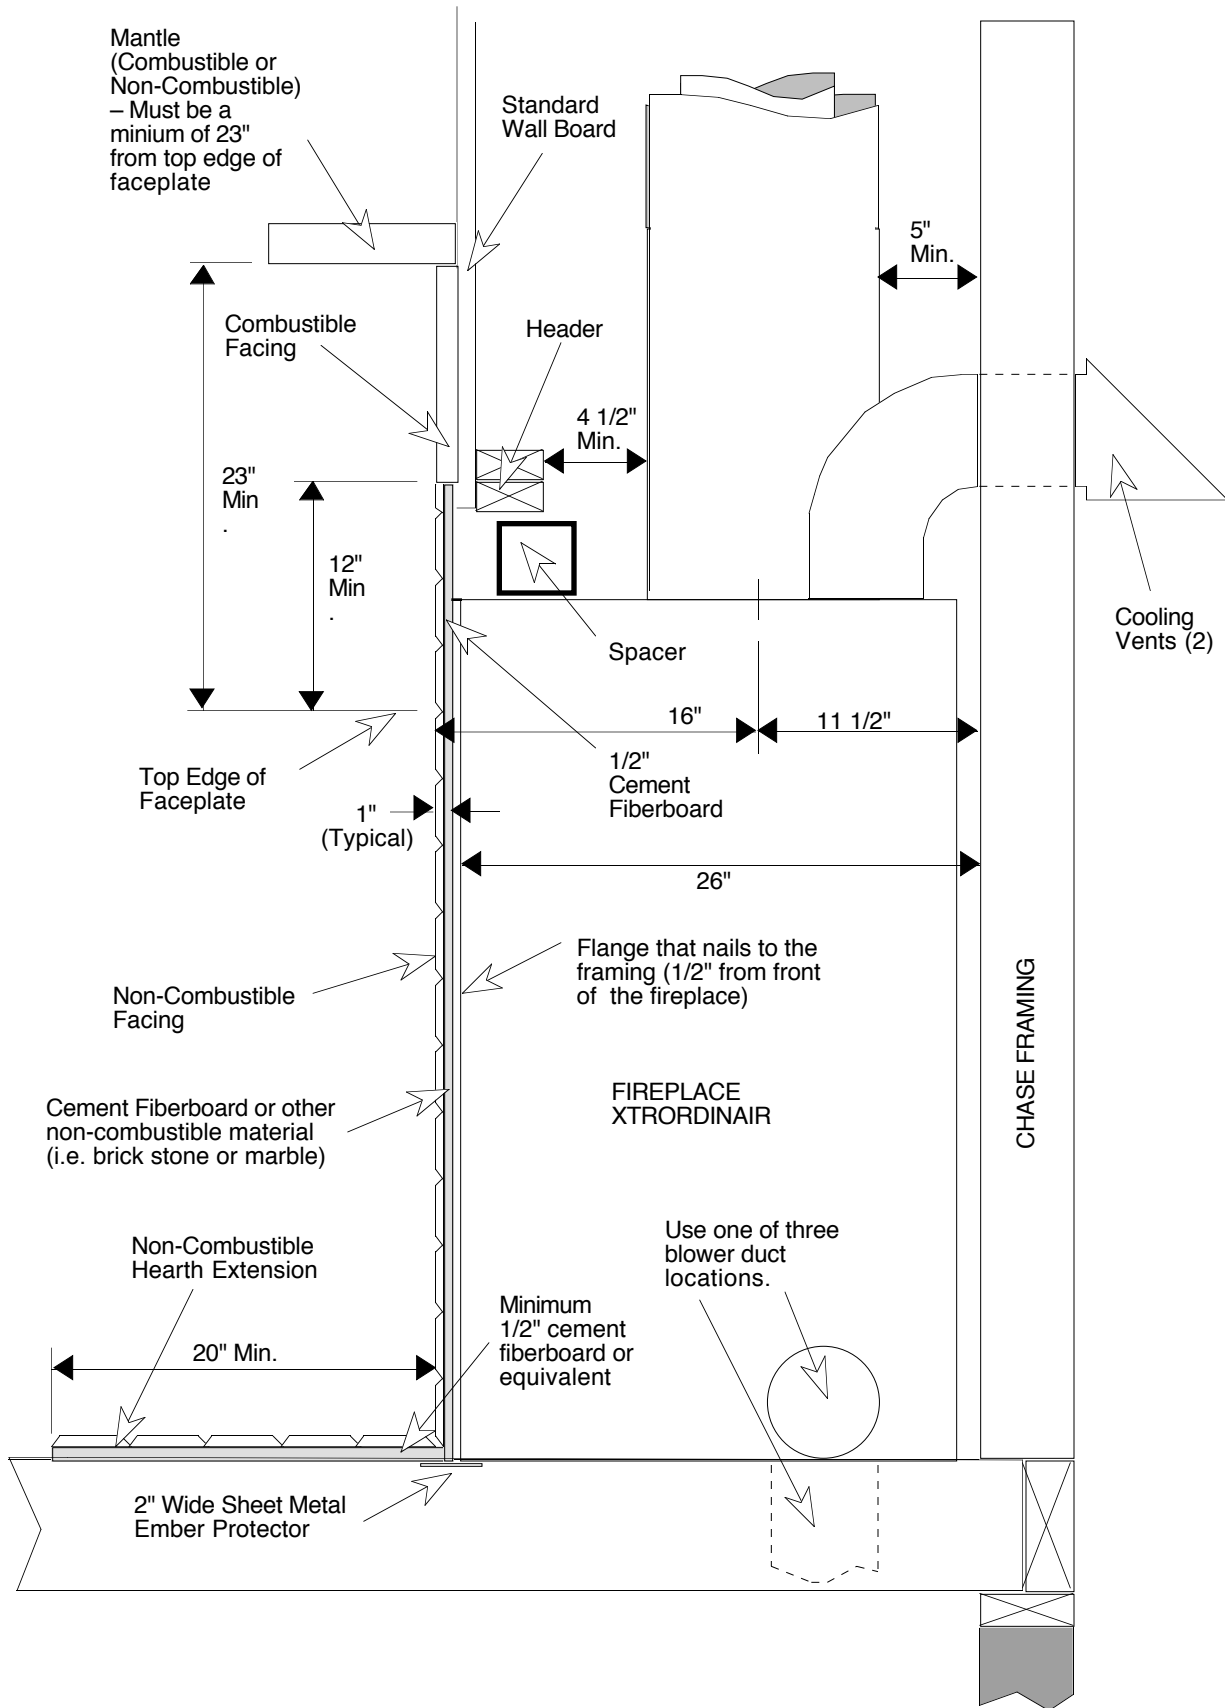 Mantle
(Combustible or
Non-Combustible)
– Must be a
minium of 23"
from top edge of
faceplate
Standard
Wall Board
5"
Min.
Combustible
Facing
Header
4 1/2"
Min.
23"
Min
.
12"
Min
.
Spacer
Cooling
Vents (2)
16"
11 1/2"
Top Edge of
Faceplate
1/2"
Cement
Fiberboard
1"
(Typical)
26"
Flange that nails to the
framing (1/2" from front
of the fireplace)
Non-Combustible
Facing
CHASE FRAMING
FIREPLACE
XTRORDINAIR
Cement Fiberboard or other
non-combustible material
(i.e. brick stone or marble)
Use one of three
blower duct
locations.
Non-Combustible
Hearth Extension
Minimum
1/2" cement
fiberboard or
equivalent
20" Min.
2" Wide Sheet Metal
Ember Protector